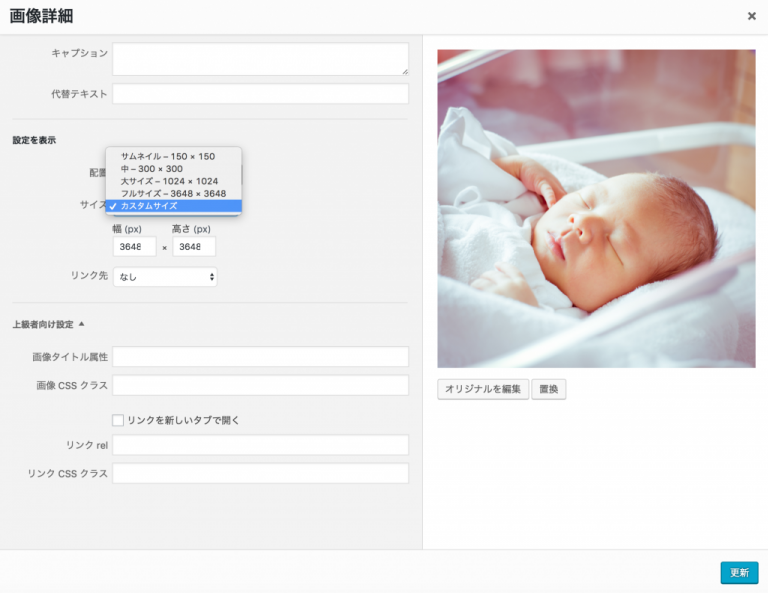 画像詳細
×
キャプション
代替テキスト
設定を表示
配置
サムネイル – 150 × 150
中 – 300 × 300
大サイズ – 1024 × 1024
フルサイズ – 3648 × 3648
サイズ ✓ カスタムサイズ
幅 (px) 高さ (px)
3648 × 3648
リンク先 なし
上級者向け設定 ▲
画像タイトル属性
画像 CSS クラス
リンクを新しいタブで開く
リンク rel
リンク CSS クラス
オリジナルを編集 置換
更新